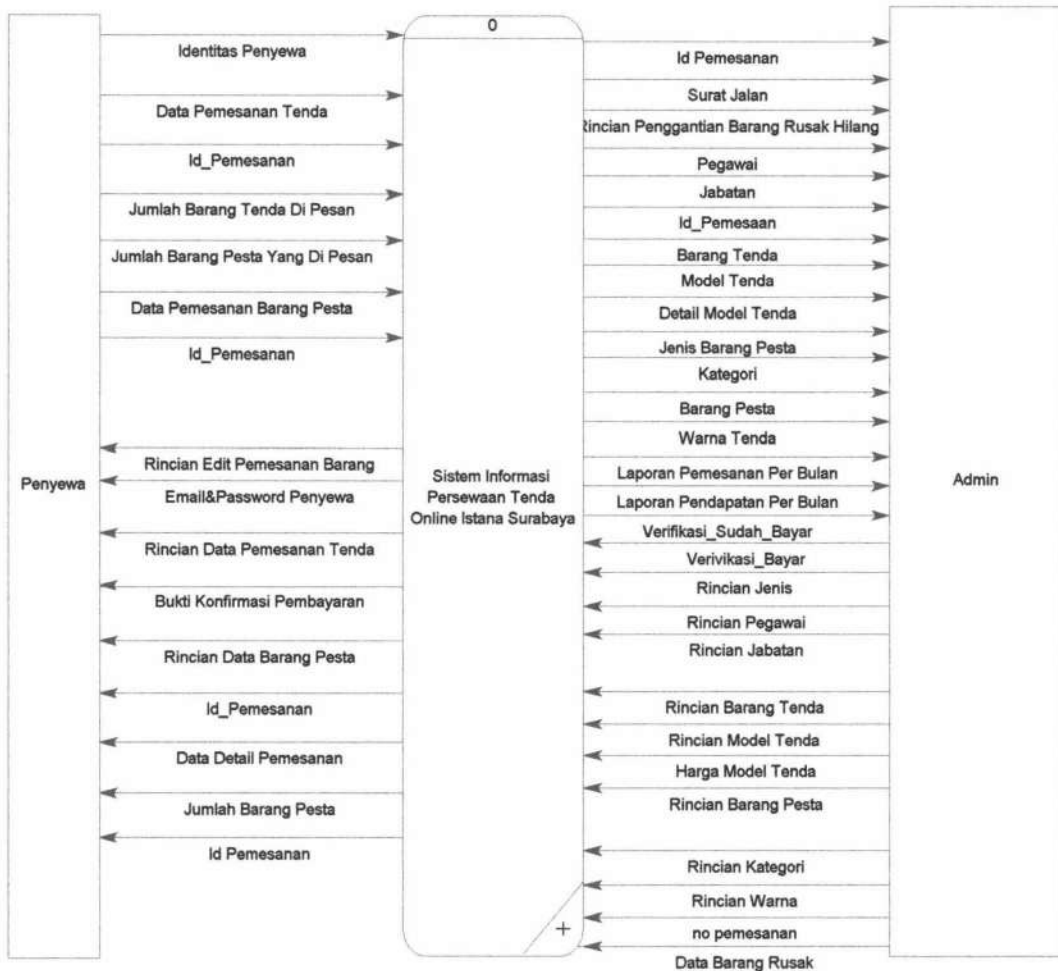 0
Identitas Penyewa
Data Pemesanan Tenda
Id_Pemesanan
Jumlah Barang Tenda Di Pesan
Jumlah Barang Pesta Yang Di Pesan
Data Pemesanan Barang Pesta
Id_Pemesanan
Penyewa
Rincian Edit Pemesanan Barang
Email&Password Penyewa
Rincian Data Pemesanan Tenda
Bukti Konfirmasi Pembayaran
Rincian Data Barang Pesta
Id_Pemesanan
Data Detail Pemesanan
Jumlah Barang Pesta
Id Pemesanan
Sistem Informasi
Persewaan Tenda
Online Istana Surabaya
+
Id Pemesanan
Surat Jalan
Rincian Penggantian Barang Rusak Hilang
Pegawai
Jabatan
Id_Pemesaan
Barang Tenda
Model Tenda
Detail Model Tenda
Jenis Barang Pesta
Kategori
Barang Pesta
Warna Tenda
Laporan Pemesanan Per Bulan
Laporan Pendapatan Per Bulan
Verifikasi_Sudah_Bayar
Verivikasi_Bayar
Rincian Jenis
Rincian Pegawai
Rincian Jabatan
Rincian Barang Tenda
Rincian Model Tenda
Harga Model Tenda
Rincian Barang Pesta
Rincian Kategori
Rincian Warna
no pemesanan
Data Barang Rusak
Admin